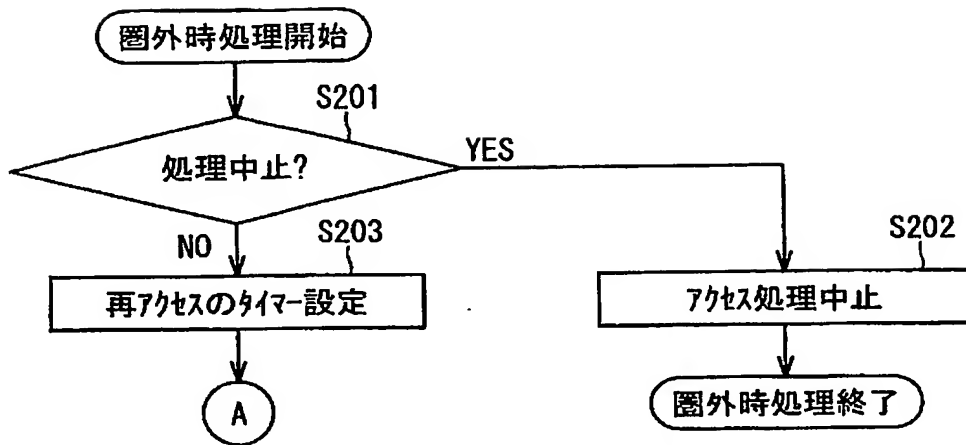 圏外時処理開始
S201
処理中止?
YES
NO
S203
S202
再ｱｸｾｽのﾀｲﾏｰ設定
ｱｸｾｽ処理中止
A
圏外時処理終了